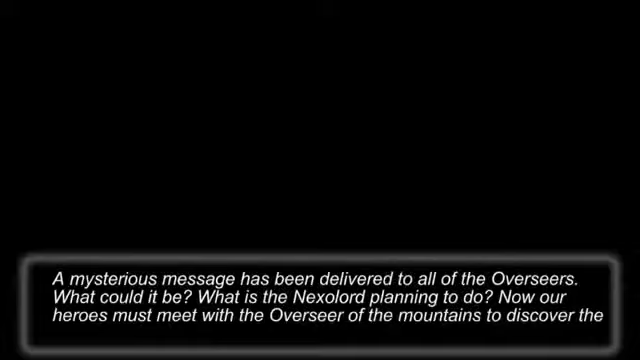 A mysterious message has been delivered to all of the Overseers.
What could it be? What is the Nexolord planning to do? Now our
heroes must meet with the Overseer of the mountains to discover the